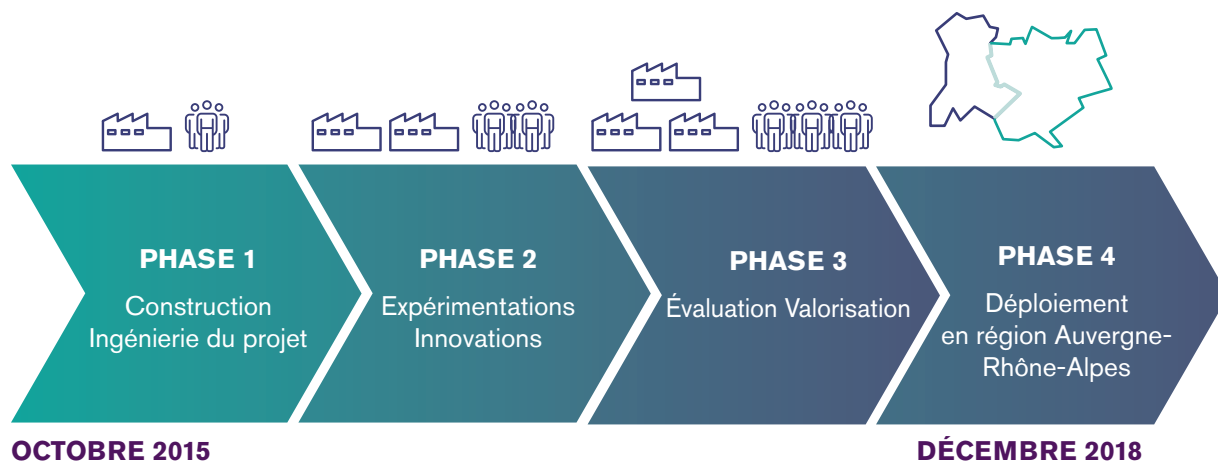 PHASE 1
Construction
Ingénierie du projet
PHASE 2
Expérimentations
Innovations
PHASE 3
Évaluation Valorisation
PHASE 4
Déploiement
en région Auvergne-
Rhône-Alpes
OCTOBRE 2015
DÉCEMBRE 2018